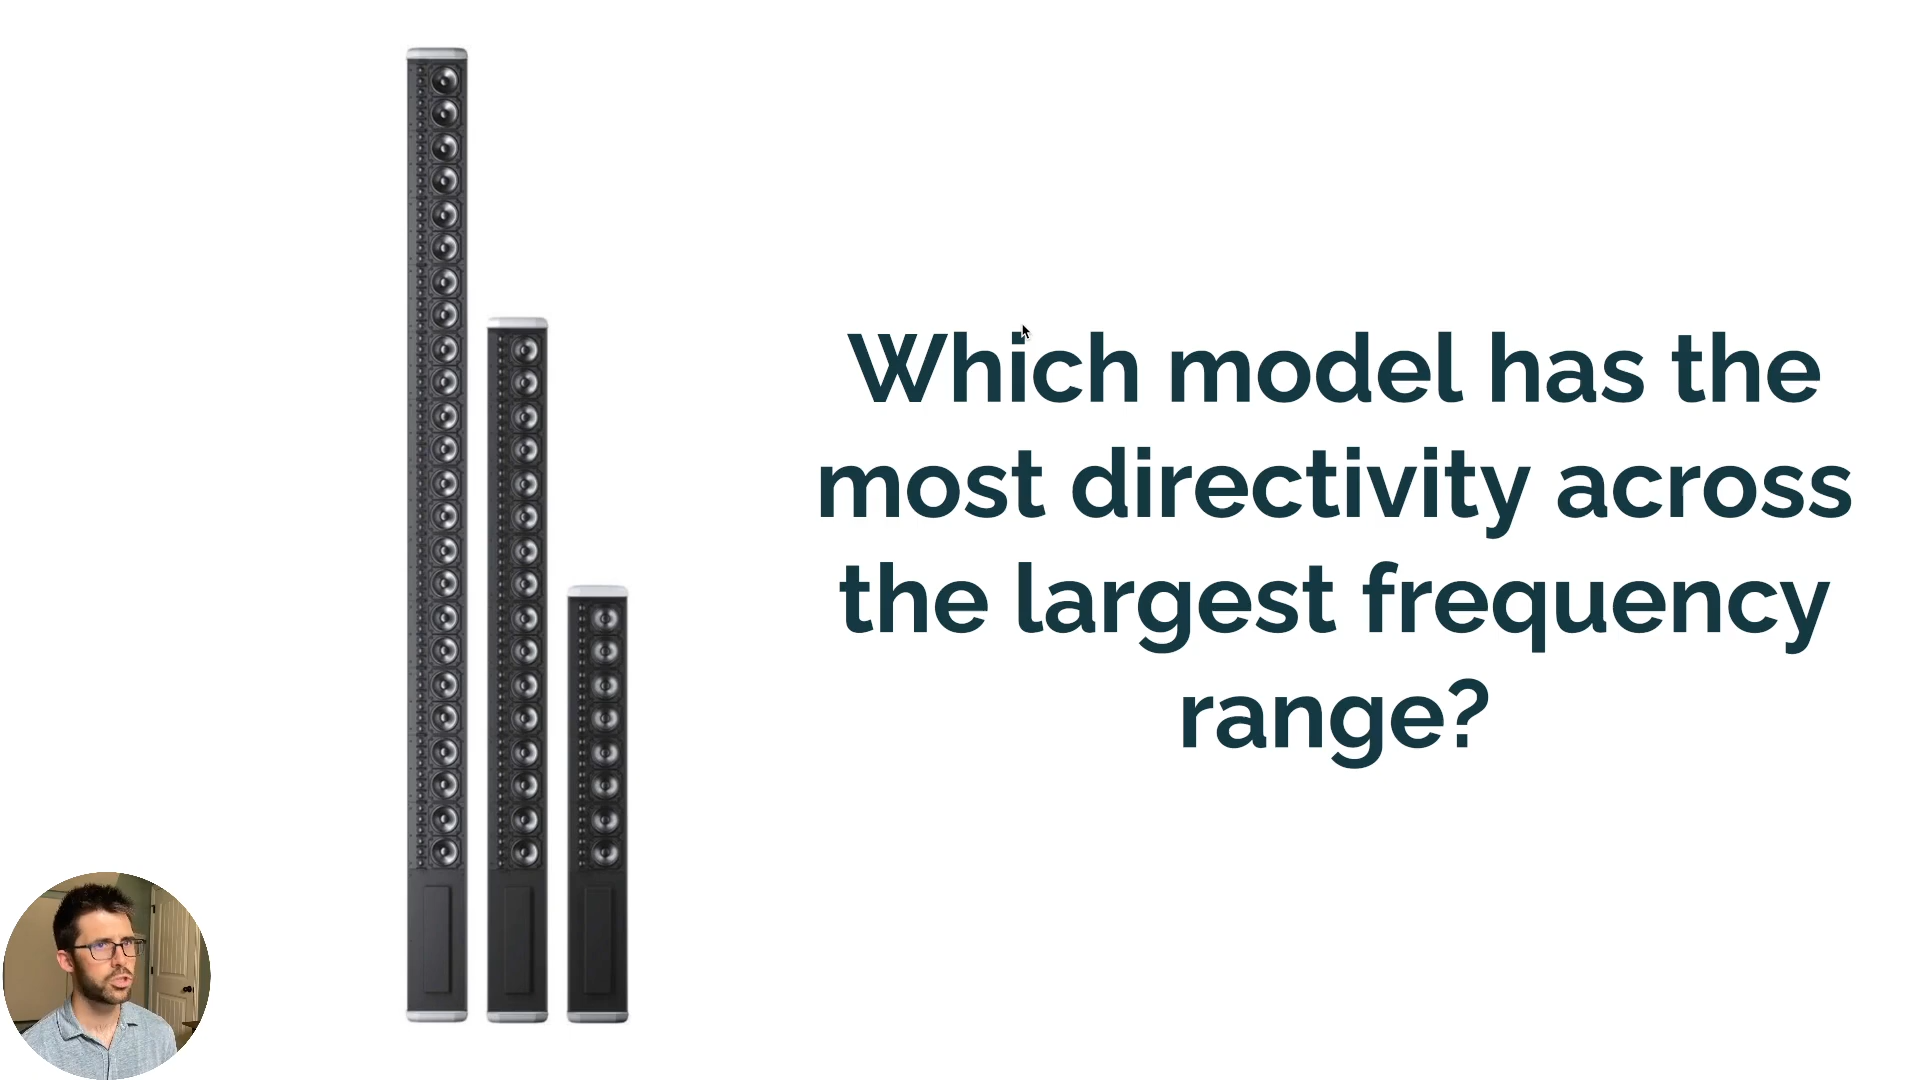 Which model has the
most directivity across
the largest frequency
range?